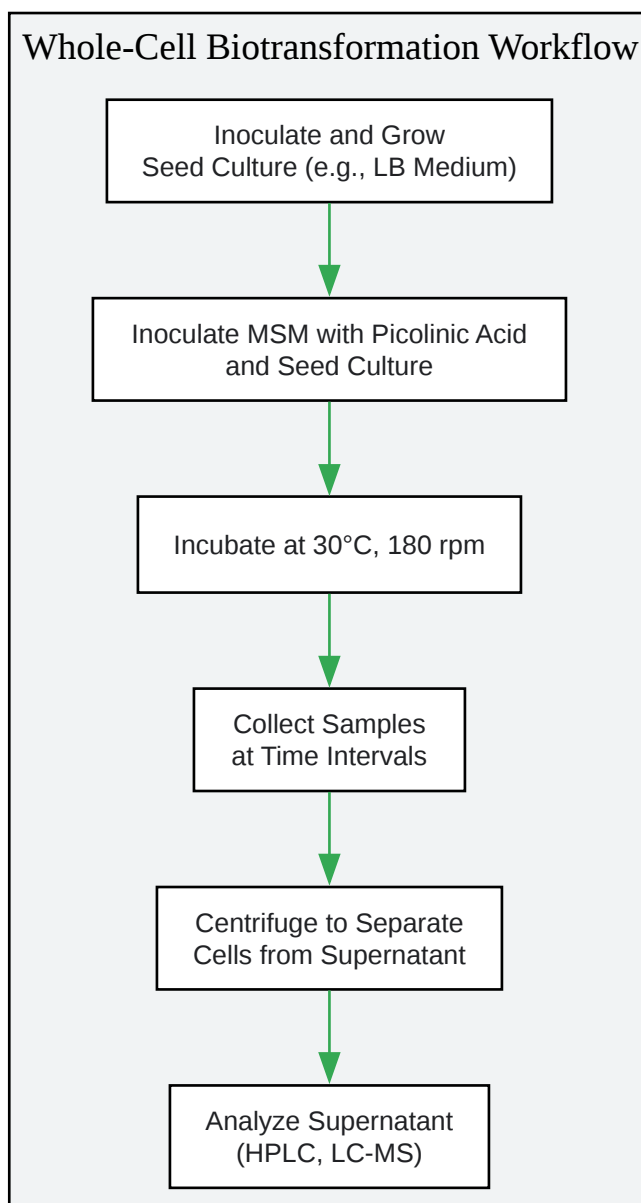 Whole-Cell Biotransformation Workflow
Inoculate and Grow
Seed Culture (e.g., LB Medium)
Inoculate MSM with Picolinic Acid
and Seed Culture
Incubate at 30°C, 180 rpm
Collect Samples
at Time Intervals
Centrifuge to Separate
Cells from Supernatant
Analyze Supernatant
(HPLC, LC-MS)